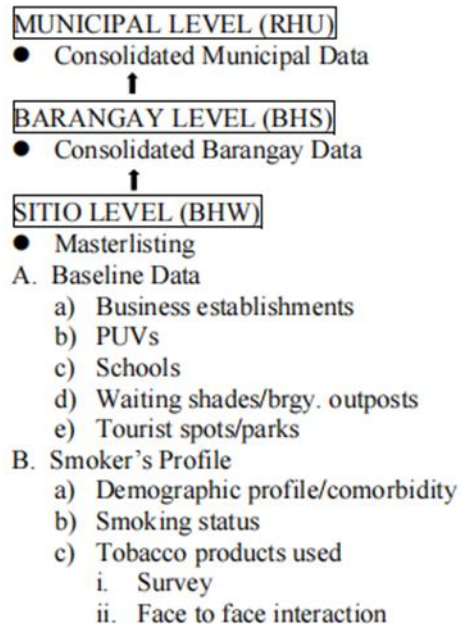 MUNICIPAL LEVEL (RHU)
● Consolidated Municipal Data
BARANGAY LEVEL (BHS)
● Consolidated Barangay Data
SITIO LEVEL (BHW)
● Masterlisting
A. Baseline Data
a) Business establishments
b) PUVs
c) Schools
d) Waiting shades/brgy. outposts
e) Tourist spots/parks
B. Smoker’s Profile
a) Demographic profile/comorbidity
b) Smoking status
c) Tobacco products used
i. Survey
ii. Face to face interaction